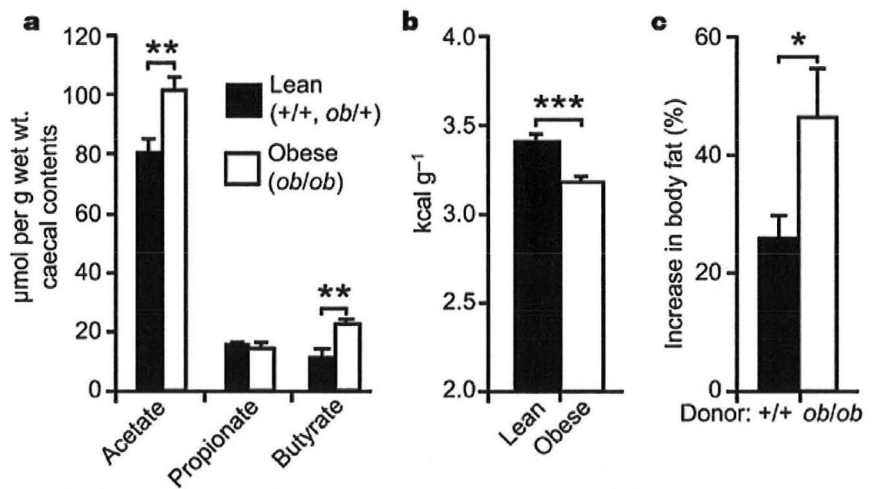 a
120
100
80
60
40
20
0
µmol per g wet wt.
caecal contents
**
**
Lean
(+/+, ob/+)
Obese
(ob/ob)
Acetate
Propionate
Butyrate
b
4.0
3.5
3.0
2.5
2.0
kcal g⁻¹
***
Lean
Obese
c
60
40
20
0
Increase in body fat (%)
*
Donor: +/+ ob/ob